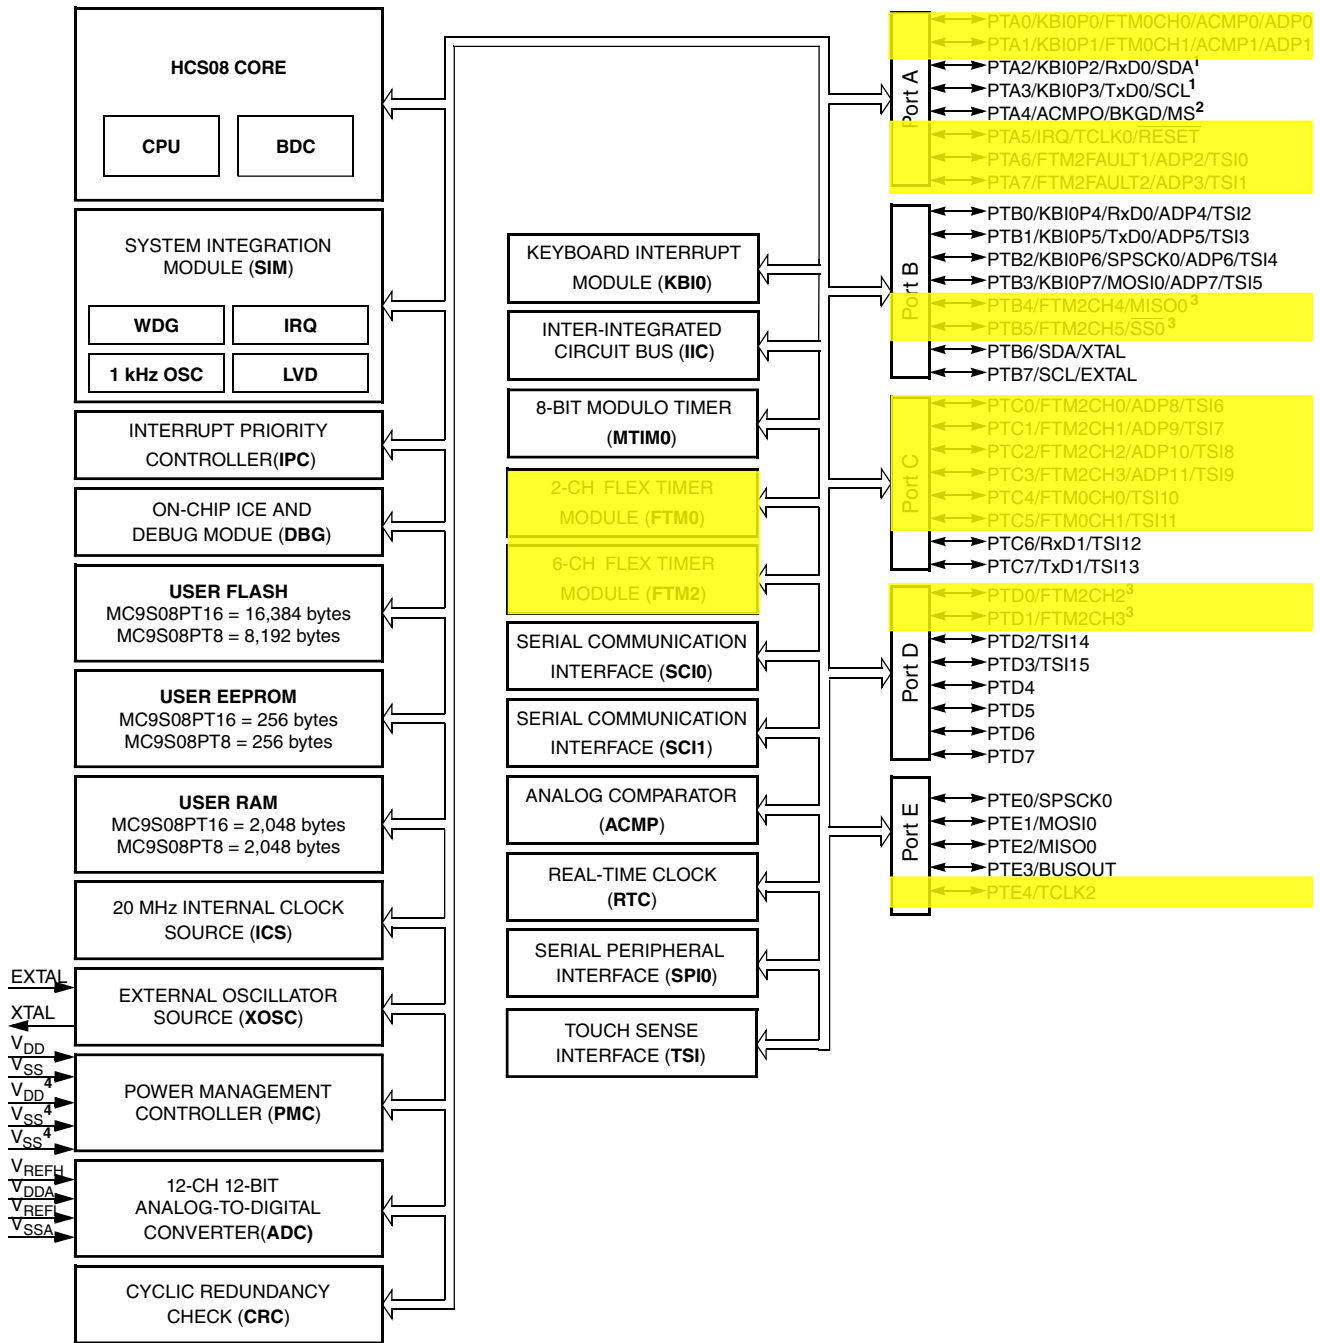 HCS08 CORE
CPU
BDC
SYSTEM INTEGRATION
MODULE (SIM)
WDG
IRQ
1 kHz OSC
LVD
INTERRUPT PRIORITY
CONTROLLER(IPC)
ON-CHIP ICE AND
DEBUG MODUE (DBG)
USER FLASH
MC9S08PT16 = 16,384 bytes
MC9S08PT8 = 8,192 bytes
USER EEPROM
MC9S08PT16 = 256 bytes
MC9S08PT8 = 256 bytes
USER RAM
MC9S08PT16 = 2,048 bytes
MC9S08PT8 = 2,048 bytes
20 MHz INTERNAL CLOCK
SOURCE (ICS)
EXTERNAL OSCILLATOR
SOURCE (XOSC)
POWER MANAGEMENT
CONTROLLER (PMC)
12-CH 12-BIT
ANALOG-TO-DIGITAL
CONVERTER(ADC)
CYCLIC REDUNDANCY
CHECK (CRC)
EXTAL
XTAL
VDD
VSS
VDD4
VSS4
VSS4
VREFH
VDDA
VREFL
VSSA
KEYBOARD INTERRUPT
MODULE (KBI0)
INTER-INTEGRATED
CIRCUIT BUS (IIC)
8-BIT MODULO TIMER
(MTIM0)
2-CH FLEX TIMER
MODULE (FTM0)
6-CH FLEX TIMER
MODULE (FTM2)
SERIAL COMMUNICATION
INTERFACE (SCI0)
SERIAL COMMUNICATION
INTERFACE (SCI1)
ANALOG COMPARATOR
(ACMP)
REAL-TIME CLOCK
(RTC)
SERIAL PERIPHERAL
INTERFACE (SPI0)
TOUCH SENSE
INTERFACE (TSI)
Port A
PTA0/KBI0P0/FTM0CH0/ACMP0/ADP0
PTA1/KBI0P1/FTM0CH1/ACMP1/ADP1
PTA2/KBI0P2/RxD0/SDA1
PTA3/KBI0P3/TxD0/SCL1
PTA4/ACMPO/BKGD/MS2
PTA5/IRQ/TCLK0/RESET
PTA6/FTM2FAULT1/ADP2/TSI0
PTA7/FTM2FAULT2/ADP3/TSI1
Port B
PTB0/KBI0P4/RxD0/ADP4/TSI2
PTB1/KBI0P5/TxD0/ADP5/TSI3
PTB2/KBI0P6/SPSCK0/ADP6/TSI4
PTB3/KBI0P7/MOSI0/ADP7/TSI5
PTB4/FTM2CH4/MISO0 3
PTB5/FTM2CH5/SS0 3
PTB6/SDA/XTAL
PTB7/SCL/EXTAL
Port C
PTC0/FTM2CH0/ADP8/TSI6
PTC1/FTM2CH1/ADP9/TSI7
PTC2/FTM2CH2/ADP10/TSI8
PTC3/FTM2CH3/ADP11/TSI9
PTC4/FTM0CH0/TSI10
PTC5/FTM0CH1/TSI11
PTC6/RxD1/TSI12
PTC7/TxD1/TSI13
Port D
PTD0/FTM2CH2 3
PTD1/FTM2CH3 3
PTD2/TSI14
PTD3/TSI15
PTD4
PTD5
PTD6
PTD7
Port E
PTE0/SPSCK0
PTE1/MOSI0
PTE2/MISO0
PTE3/BUSOUT
PTE4/TCLK2